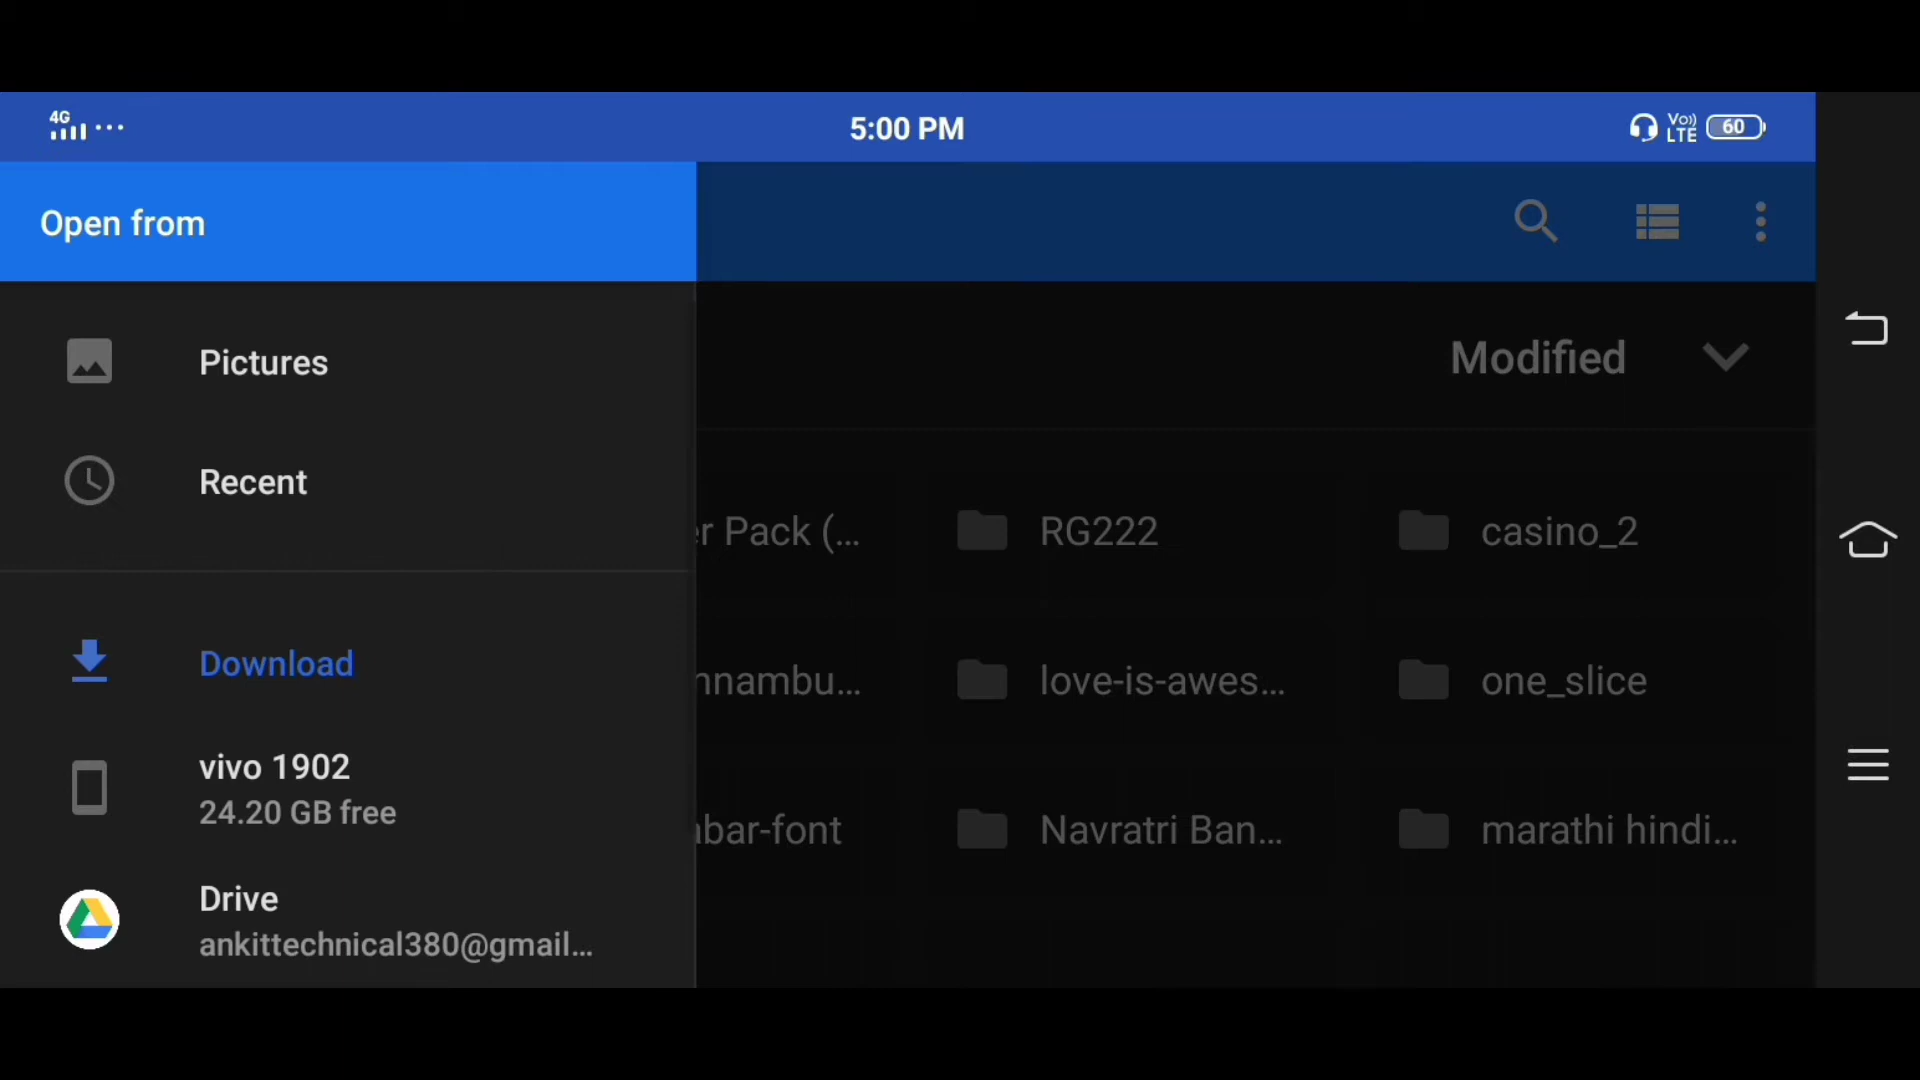 4G
5:00 PM
Vo)) LTE
60
Open from
Pictures
Recent
Download
vivo 1902
24.20 GB free
Drive
ankittechnical380@gmail...
Modified
er Pack (...
RG222
casino_2
nnambu...
love-is-awes...
one_slice
bar-font
Navratri Ban...
marathi hindi...